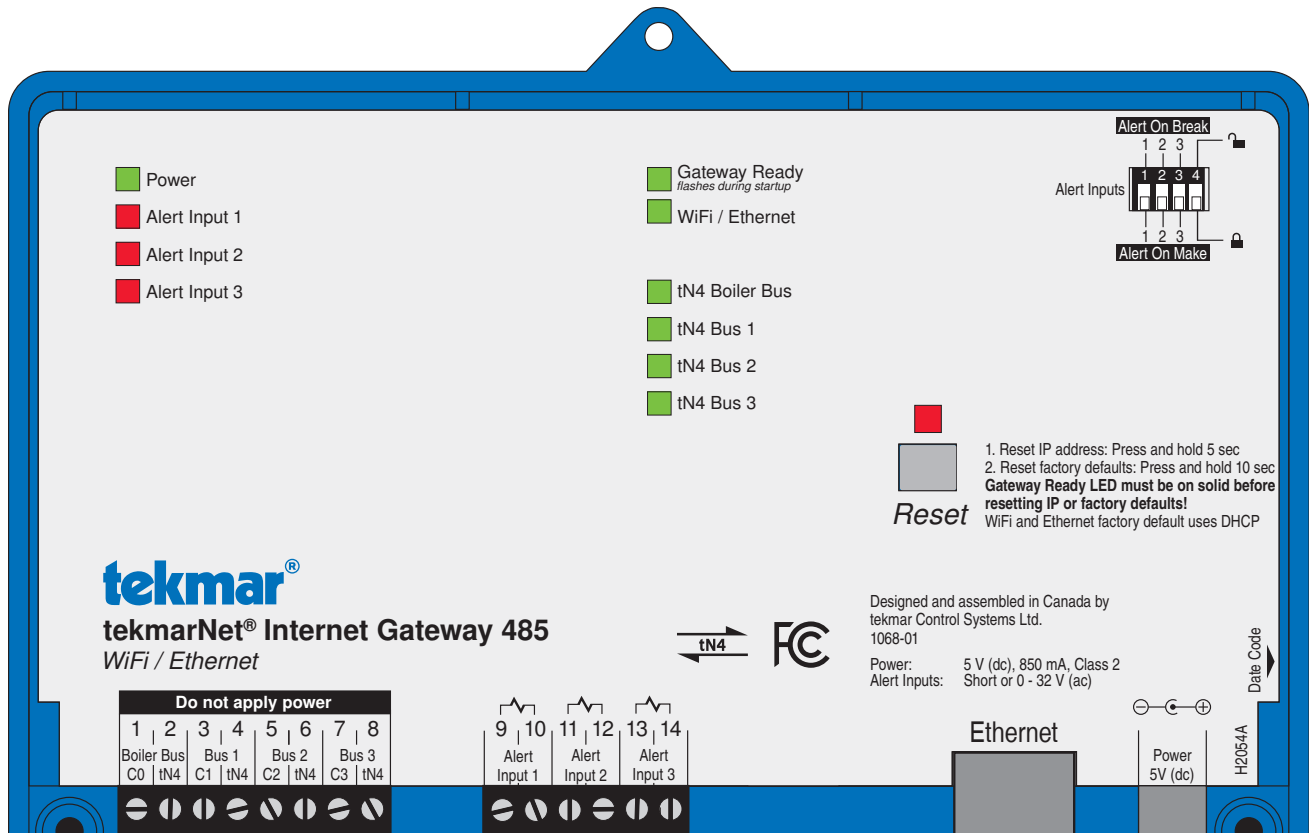 Alert On Break
1 2 3
1 2 3 4
Alert Inputs
1 2 3
Alert On Make
Power
Alert Input 1
Alert Input 2
Alert Input 3
Gateway Ready
flashes during startup
WiFi / Ethernet
tN4 Boiler Bus
tN4 Bus 1
tN4 Bus 2
tN4 Bus 3
Reset
1. Reset IP address: Press and hold 5 sec
2. Reset factory defaults: Press and hold 10 sec
Gateway Ready LED must be on solid before
resetting IP or factory defaults!
WiFi and Ethernet factory default uses DHCP
tekmar®
tekmarNet® Internet Gateway 485
WiFi / Ethernet
tN4
FC
Designed and assembled in Canada by
tekmar Control Systems Ltd.
1068-01
Power: 5 V (dc), 850 mA, Class 2
Alert Inputs: Short or 0 - 32 V (ac)
Date Code
H2054A
Do not apply power
1 2 3 4 5 6 7 8
Boiler Bus Bus 1 Bus 2 Bus 3
C0 tN4 C1 tN4 C2 tN4 C3 tN4
9 10 11 12 13 14
Alert Alert Alert
Input 1 Input 2 Input 3
Ethernet
Power
5V (dc)